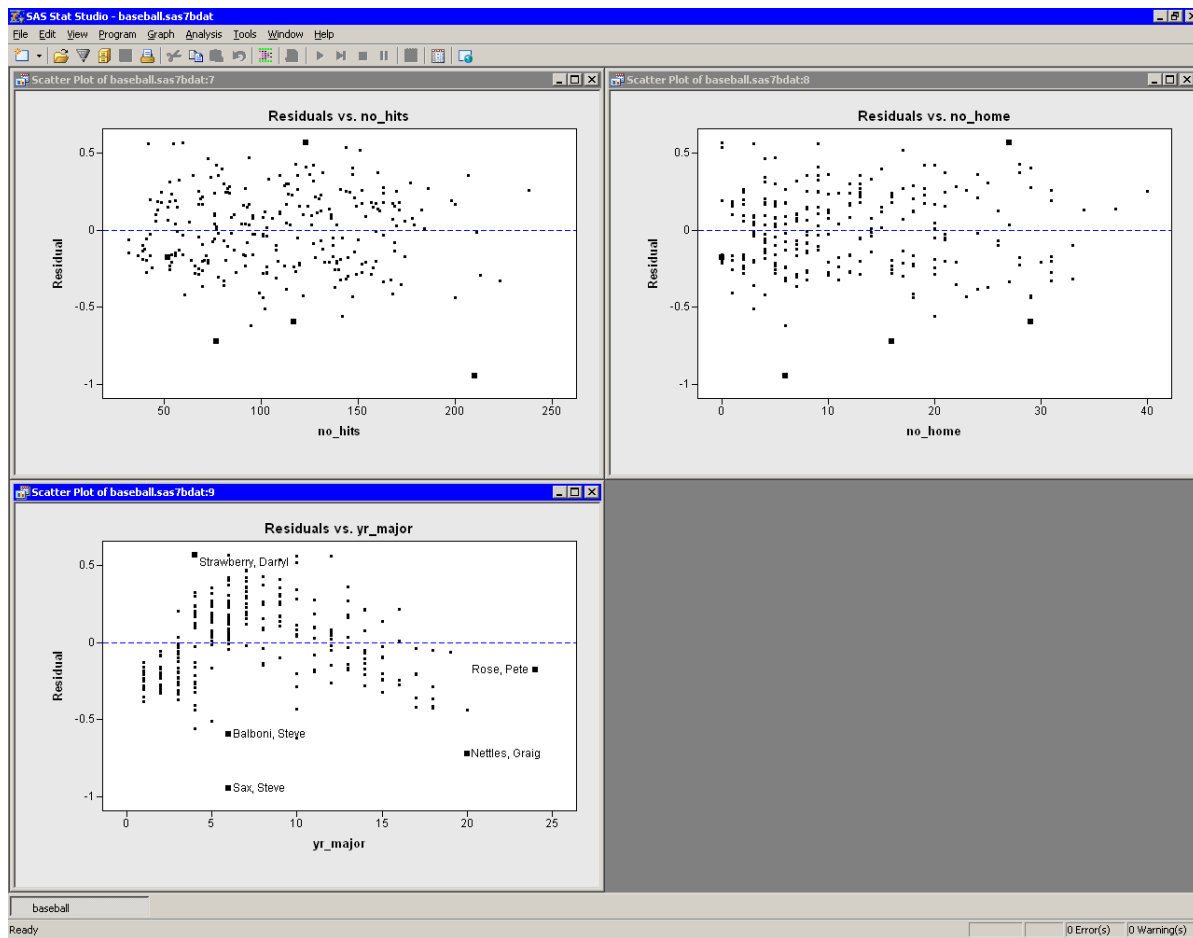 SAS Stat Studio - baseball.sas7bdat
File Edit View Program Graph Analysis Tools Window Help
Scatter Plot of baseball.sas7bdat:7
Residuals vs. no_hits
0.5
0
-0.5
-1
Residual
50 100 150 200 250
no_hits
Scatter Plot of baseball.sas7bdat:8
Residuals vs. no_home
0.5
0
-0.5
-1
Residual
0 10 20 30 40
no_home
Scatter Plot of baseball.sas7bdat:9
Residuals vs. yr_major
0.5
0
-0.5
-1
Residual
Strawberry, Darryl
Rose, Pete
Balboni, Steve
Nettles, Graig
Sax, Steve
0 5 10 15 20 25
yr_major
baseball
Ready
0 Error(s) 0 Warning(s)